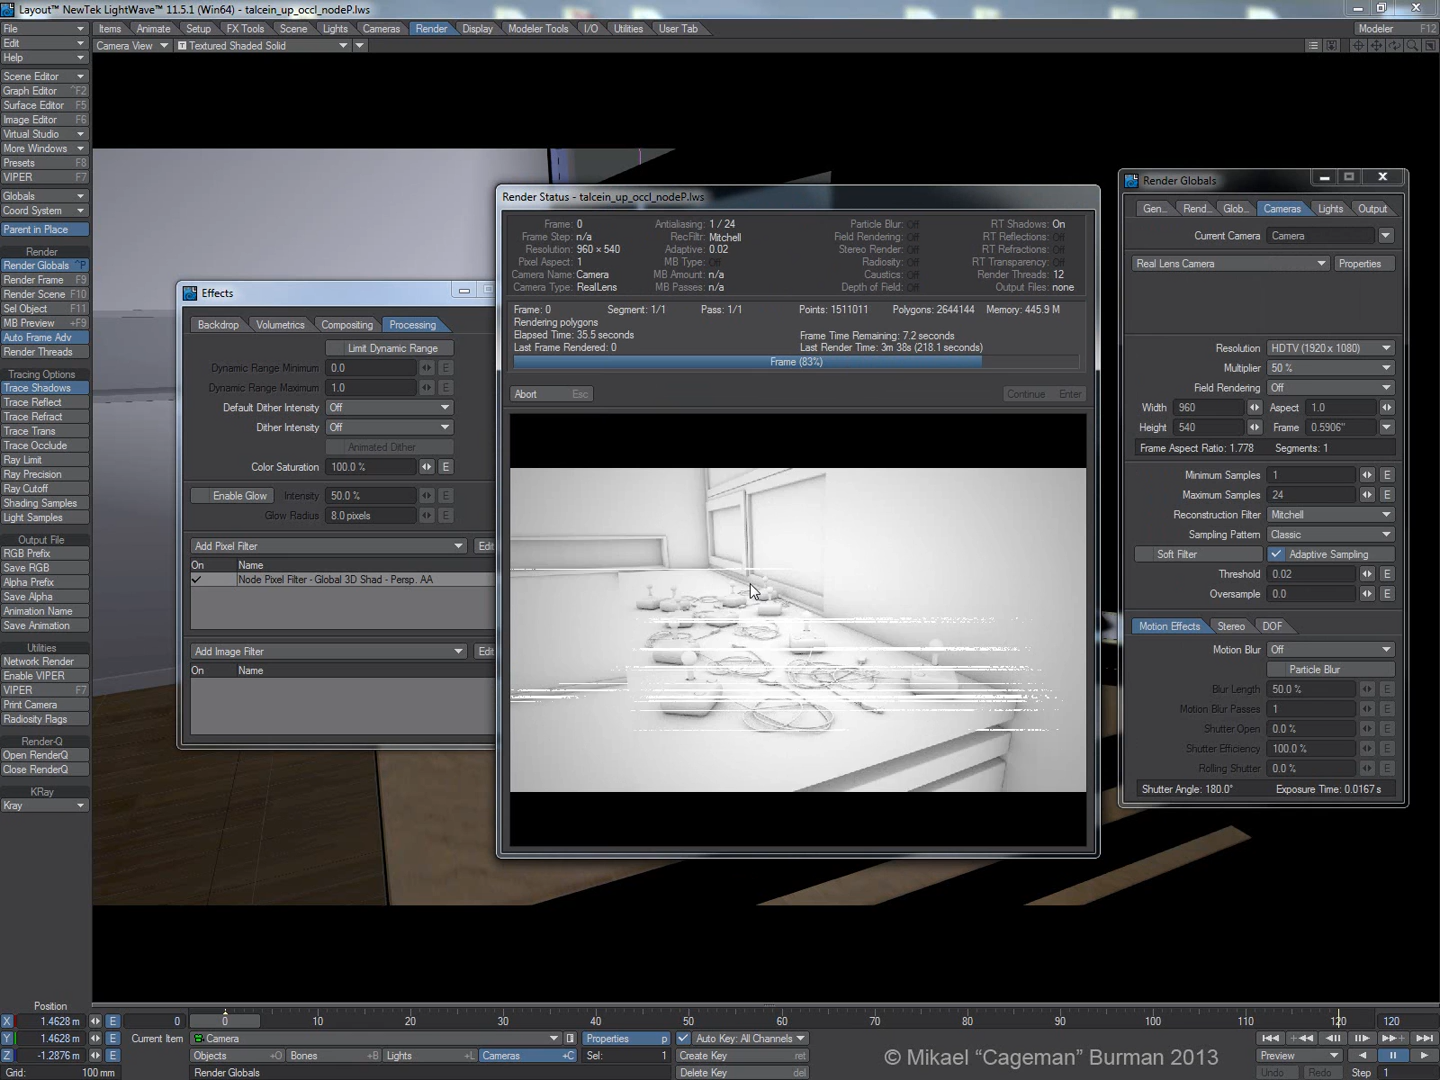 Layout™ NewTek LightWave™ 11.5.1 (Win64) - talcein_up_occl_nodeP.lws
File Items Animate Setup FX Tools Scene Lights Cameras Render Display Modeler Tools I/O Utilities User Tab Modeler F12
Edit Camera View Textured Shaded Solid
Help
Scene Editor
Graph Editor ^F2
Surface Editor F5
Image Editor F6
Virtual Studio
More Windows
Presets F8
VIPER F7
Globals
Coord System
Parent in Place
Render
Render Globals ^P
Render Frame F9
Render Scene F10
Sel Object F11
MB Preview +F9
Auto Frame Adv
Render Threads
Tracing Options
Trace Shadows
Trace Reflect
Trace Refract
Trace Trans
Trace Occlude
Ray Limit
Ray Precision
Ray Cutoff
Shading Samples
Light Samples
Output File
RGB Prefix
Save RGB
Alpha Prefix
Save Alpha
Animation Name
Save Animation
Utilities
Network Render
Enable VIPER
VIPER F7
Print Camera
Radiosity Flags
Render-Q
Open RenderQ
Close RenderQ
KRay
Kray
Effects
Backdrop Volumetrics Compositing Processing
Limit Dynamic Range
Dynamic Range Minimum 0.0 E
Dynamic Range Maximum 1.0 E
Default Dither Intensity Off
Dither Intensity Off
Animated Dither
Color Saturation 100.0 % E
Enable Glow Intensity 50.0 % E
Glow Radius 8.0 pixels E
Add Pixel Filter Edit
On Name
Node Pixel Filter - Global 3D Shad - Persp. AA
Add Image Filter Edit
On Name
Render Status - talcein_up_occl_nodeP.lws
Frame: 0 Antialiasing: 1 / 24 Particle Blur: Off RT Shadows: On
Frame Step: n/a RecFiltr: Mitchell Field Rendering: Off RT Reflections: Off
Resolution: 960 × 540 Adaptive: 0.02 Stereo Render: Off RT Refractions: Off
Pixel Aspect: 1 MB Type: Off Radiosity: Off RT Transparency: Off
Camera Name: Camera MB Amount: n/a Caustics: Off Render Threads: 12
Camera Type: RealLens MB Passes: n/a Depth of Field: Off Output Files: none
Frame: 0 Segment: 1/1 Pass: 1/1 Points: 1511011 Polygons: 2644144 Memory: 445.9 M
Rendering polygons
Elapsed Time: 35.5 seconds Frame Time Remaining: 7.2 seconds
Last Frame Rendered: 0 Last Render Time: 3m 38s (218.1 seconds)
Frame (83%)
Abort Esc Continue Enter
Render Globals
Gen... Rend... Glob... Cameras Lights Output
Current Camera Camera
Real Lens Camera Properties
Resolution HDTV (1920 x 1080)
Multiplier 50 %
Field Rendering Off
Width 960 Aspect 1.0
Height 540 Frame 0.5906"
Frame Aspect Ratio: 1.778 Segments: 1
Minimum Samples 1 E
Maximum Samples 24 E
Reconstruction Filter Mitchell
Sampling Pattern Classic
Soft Filter Adaptive Sampling
Threshold 0.02 E
Oversample 0.0 E
Motion Effects Stereo DOF
Motion Blur Off
Particle Blur
Blur Length 50.0 % E
Motion Blur Passes 1 E
Shutter Open 0.0 % E
Shutter Efficiency 100.0 % E
Rolling Shutter 0.0 % E
Shutter Angle: 180.0° Exposure Time: 0.0167 s
Position
X 1.4628 m E 0 0 10 20 30 40 50 60 70 80 90 100 110 120 120
Y 1.4628 m E Current Item Camera Properties p Auto Key: All Channels
Z -1.2876 m E Objects +O Bones +B Lights +L Cameras +C Sel: 1 Create Key ret Preview
Grid: 100 mm Render Globals Delete Key del Undo Redo Step 1
© Mikael “Cageman” Burman 2013